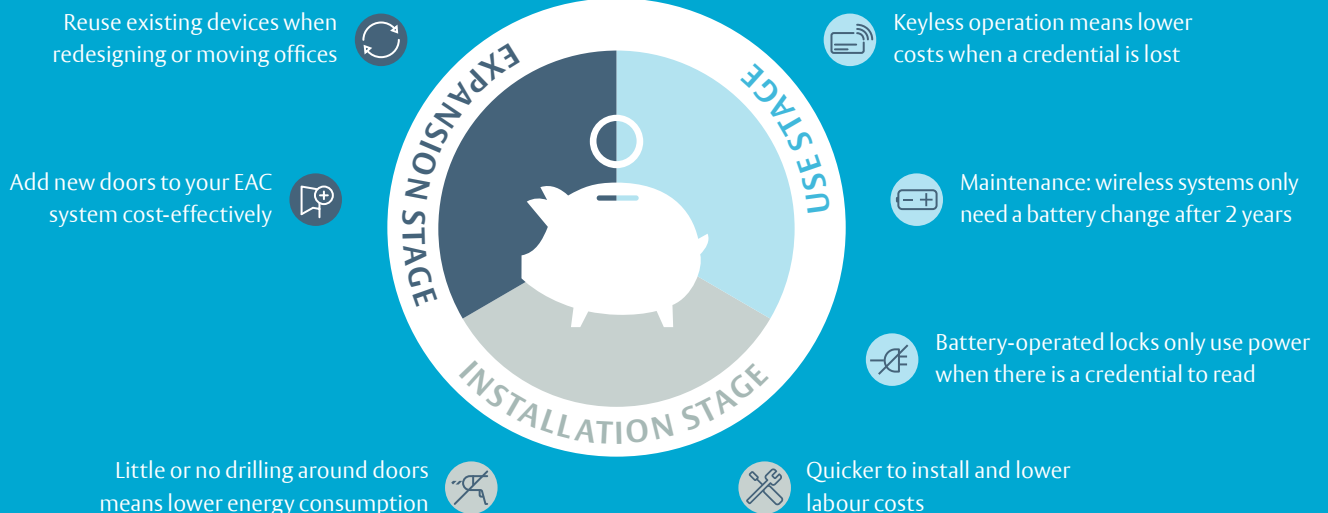 Reuse existing devices when
redesigning or moving offices
Add new doors to your EAC
system cost-effectively
EXPANSION STAGE
USE STAGE
INSTALLATION STAGE
Keyless operation means lower
costs when a credential is lost
Maintenance: wireless systems only
need a battery change after 2 years
Battery-operated locks only use power
when there is a credential to read
Little or no drilling around doors
means lower energy consumption
Quicker to install and lower
labour costs